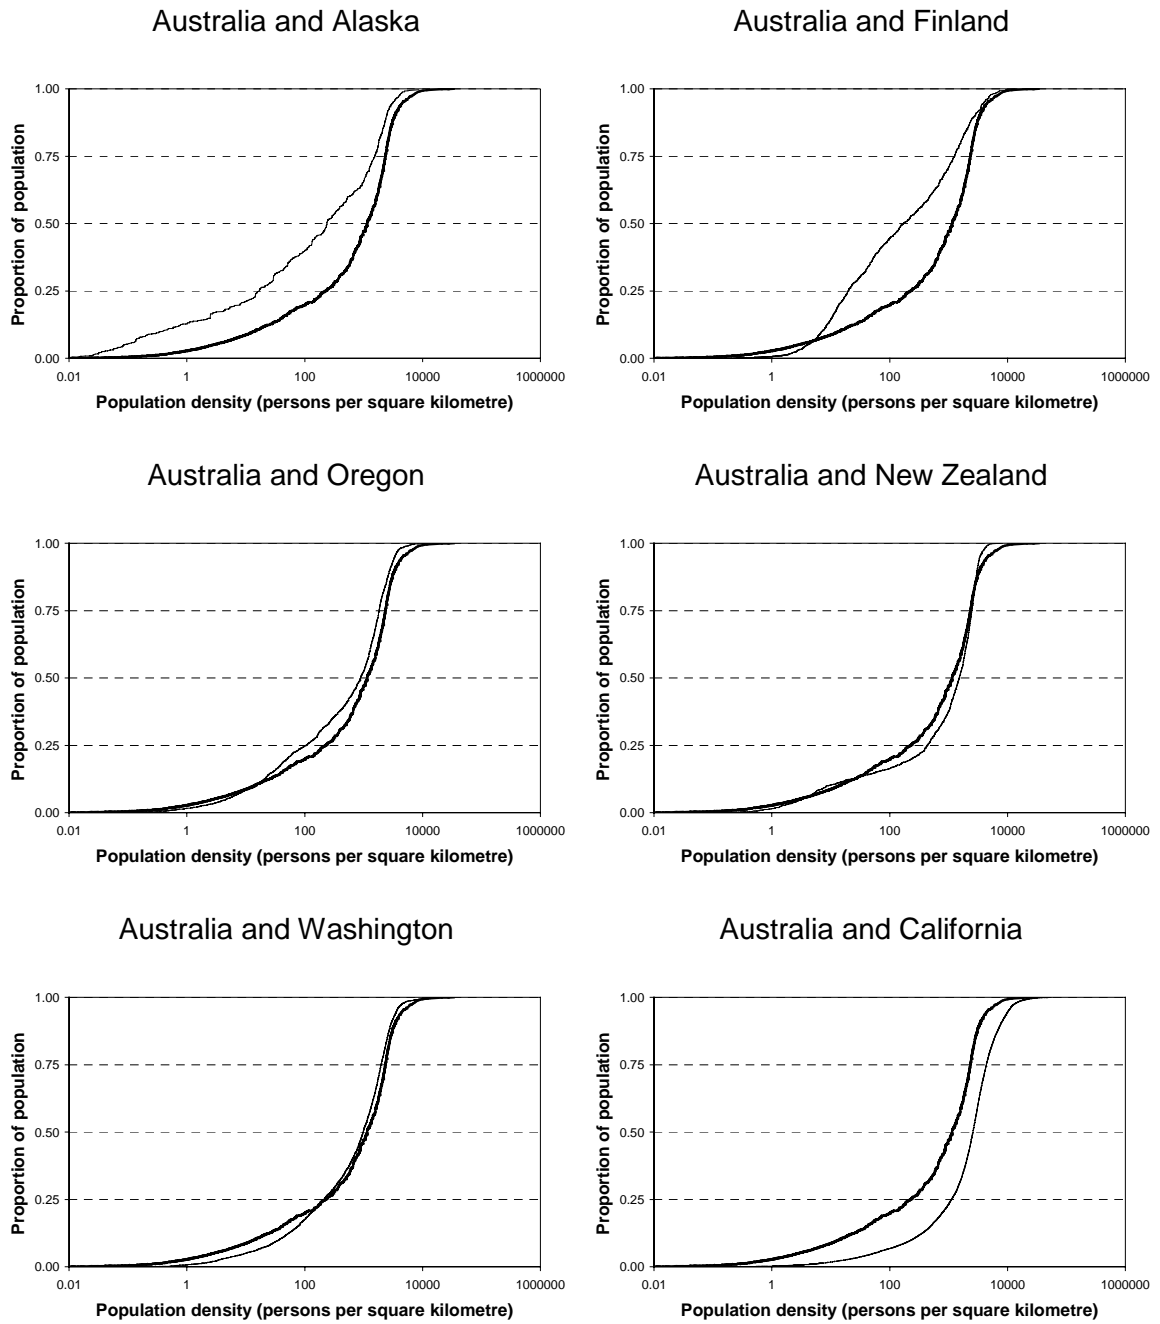 Australia and Alaska
Proportion of population
1.00
0.75
0.50
0.25
0.00
0.01 1 100 10000 1000000
Population density (persons per square kilometre)
Australia and Finland
Proportion of population
1.00
0.75
0.50
0.25
0.00
0.01 1 100 10000 1000000
Population density (persons per square kilometre)
Australia and Oregon
Proportion of population
1.00
0.75
0.50
0.25
0.00
0.01 1 100 10000 1000000
Population density (persons per square kilometre)
Australia and New Zealand
Proportion of population
1.00
0.75
0.50
0.25
0.00
0.01 1 100 10000 1000000
Population density (persons per square kilometre)
Australia and Washington
Proportion of population
1.00
0.75
0.50
0.25
0.00
0.01 1 100 10000 1000000
Population density (persons per square kilometre)
Australia and California
Proportion of population
1.00
0.75
0.50
0.25
0.00
0.01 1 100 10000 1000000
Population density (persons per square kilometre)